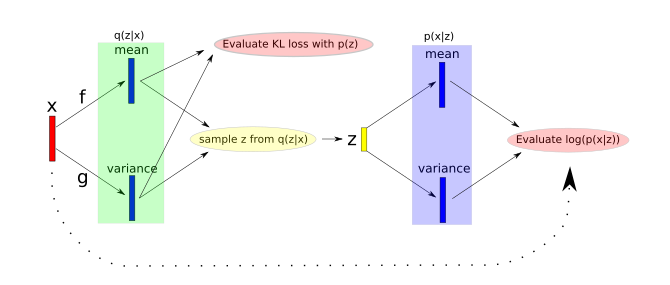 q(z|x)
mean
Evaluate KL loss with p(z)
p(x|z)
mean
f
x
sample z from q(z|x)
z
Evaluate log(p(x|z))
g
variance
variance